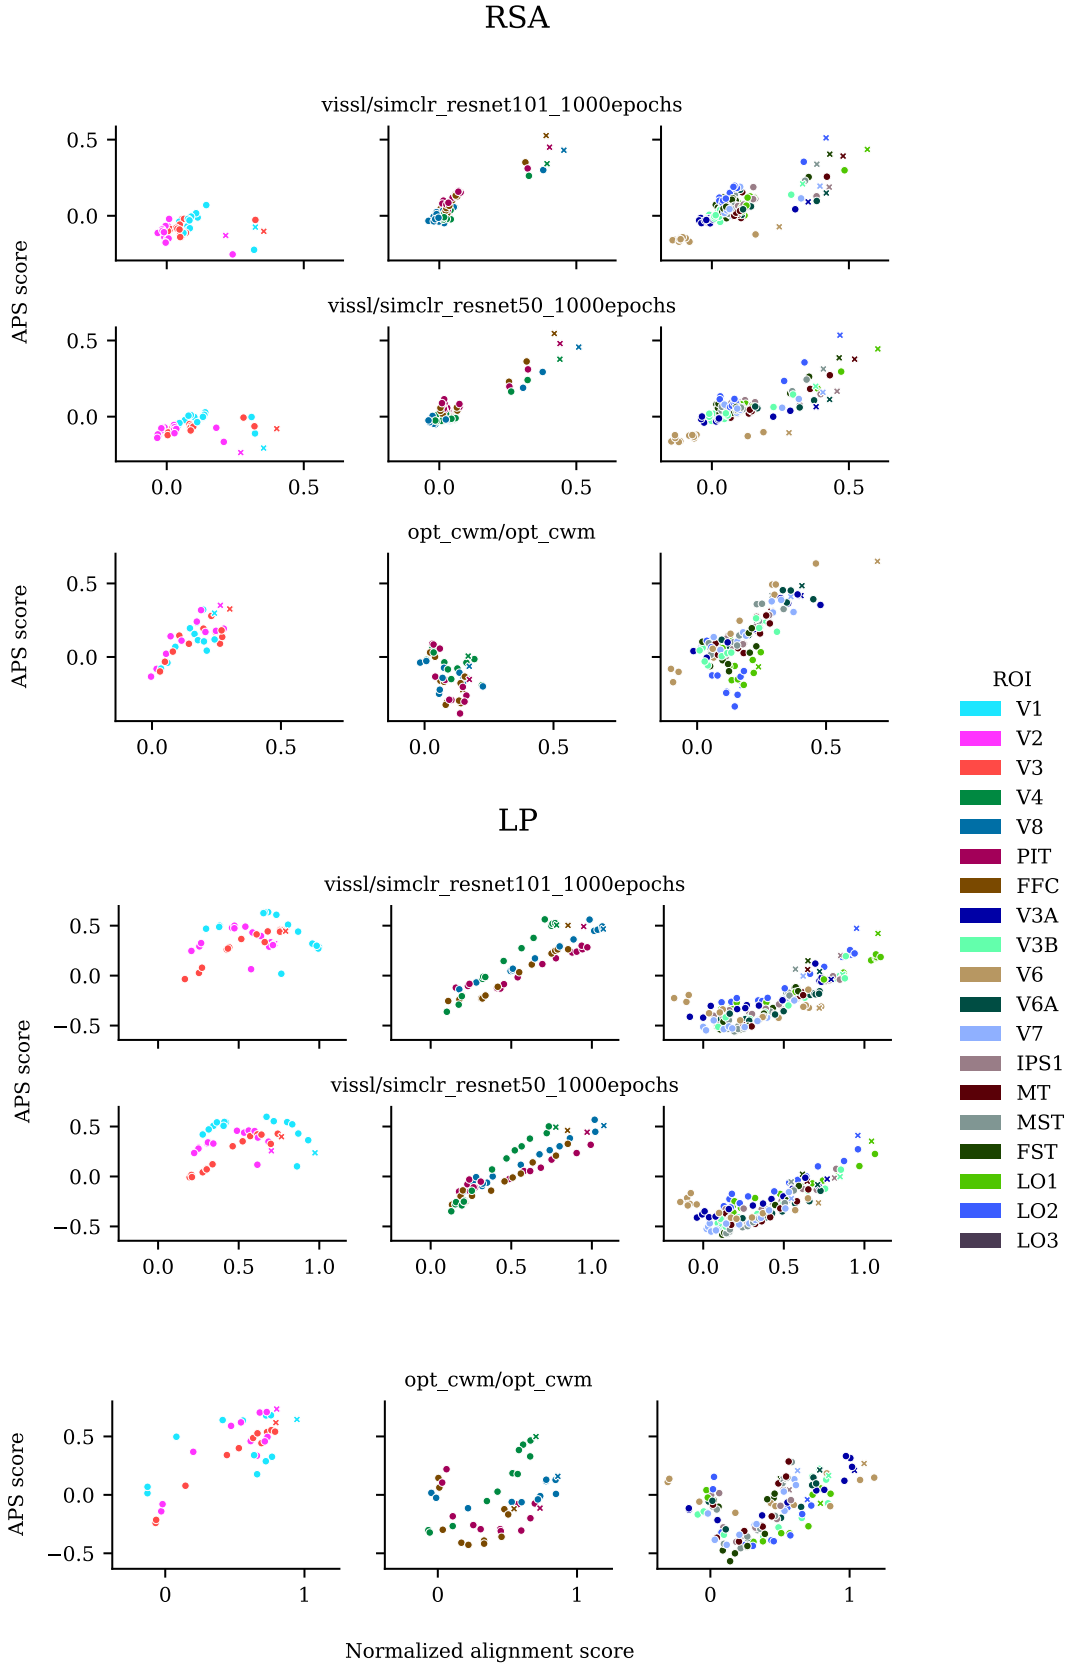 RSA
vissl/simclr_resnet101_1000epochs
0.5
0.0
APS score
vissl/simclr_resnet50_1000epochs
0.5
0.0
0.0 0.5 0.0 0.5 0.0 0.5
opt_cwm/opt_cwm
0.5
0.0
APS score
0.0 0.5 0.0 0.5 0.0 0.5
ROI
V1
V2
V3
V4
V8
PIT
FFC
V3A
V3B
V6
V6A
V7
IPS1
MT
MST
FST
LO1
LO2
LO3
LP
vissl/simclr_resnet101_1000epochs
0.5
0.0
−0.5
APS score
vissl/simclr_resnet50_1000epochs
0.5
0.0
−0.5
0.0 0.5 1.0 0.0 0.5 1.0 0.0 0.5 1.0
opt_cwm/opt_cwm
0.5
0.0
−0.5
APS score
0 1 0 1 0 1
Normalized alignment score